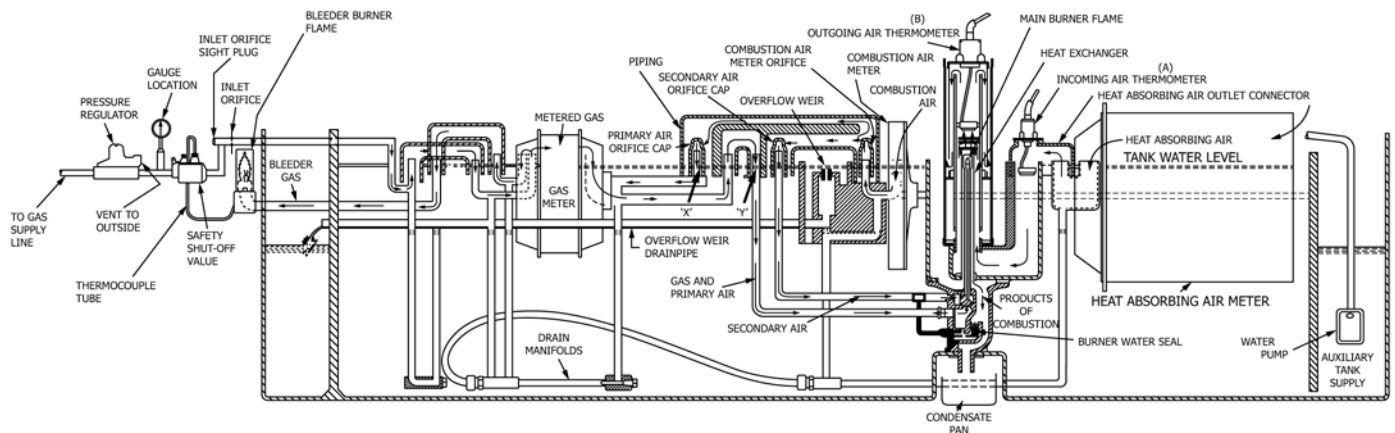 BLEEDER BURNER
FLAME
INLET ORIFICE
SIGHT PLUG
GAUGE
LOCATION
INLET
ORIFICE
PRESSURE
REGULATOR
BLEEDER
GAS
TO GAS
SUPPLY
LINE
VENT TO
OUTSIDE
SAFETY
SHUT-OFF
VALUE
THERMOCOUPLE
TUBE
METERED GAS
GAS
METER
PIPING
SECONDARY AIR
ORIFICE CAP
PRIMARY AIR
ORIFICE CAP
COMBUSTION AIR
METER ORIFICE
OVERFLOW WEIR
COMBUSTION AIR
METER
COMBUSTION
AIR
'X'
'Y'
OVERFLOW WEIR
DRAINPIPE
GAS AND
PRIMARY AIR
SECONDARY AIR
DRAIN
MANIFOLDS
(B)
OUTGOING AIR THERMOMETER
MAIN BURNER FLAME
HEAT EXCHANGER
(A)
INCOMING AIR THERMOMETER
HEAT ABSORBING AIR OUTLET CONNECTOR
HEAT ABSORBING AIR
TANK WATER LEVEL
HEAT ABSORBING AIR METER
PRODUCTS
OF
COMBUSTION
BURNER WATER SEAL
CONDENSATE
PAN
WATER
PUMP
AUXILIARY
TANK
SUPPLY